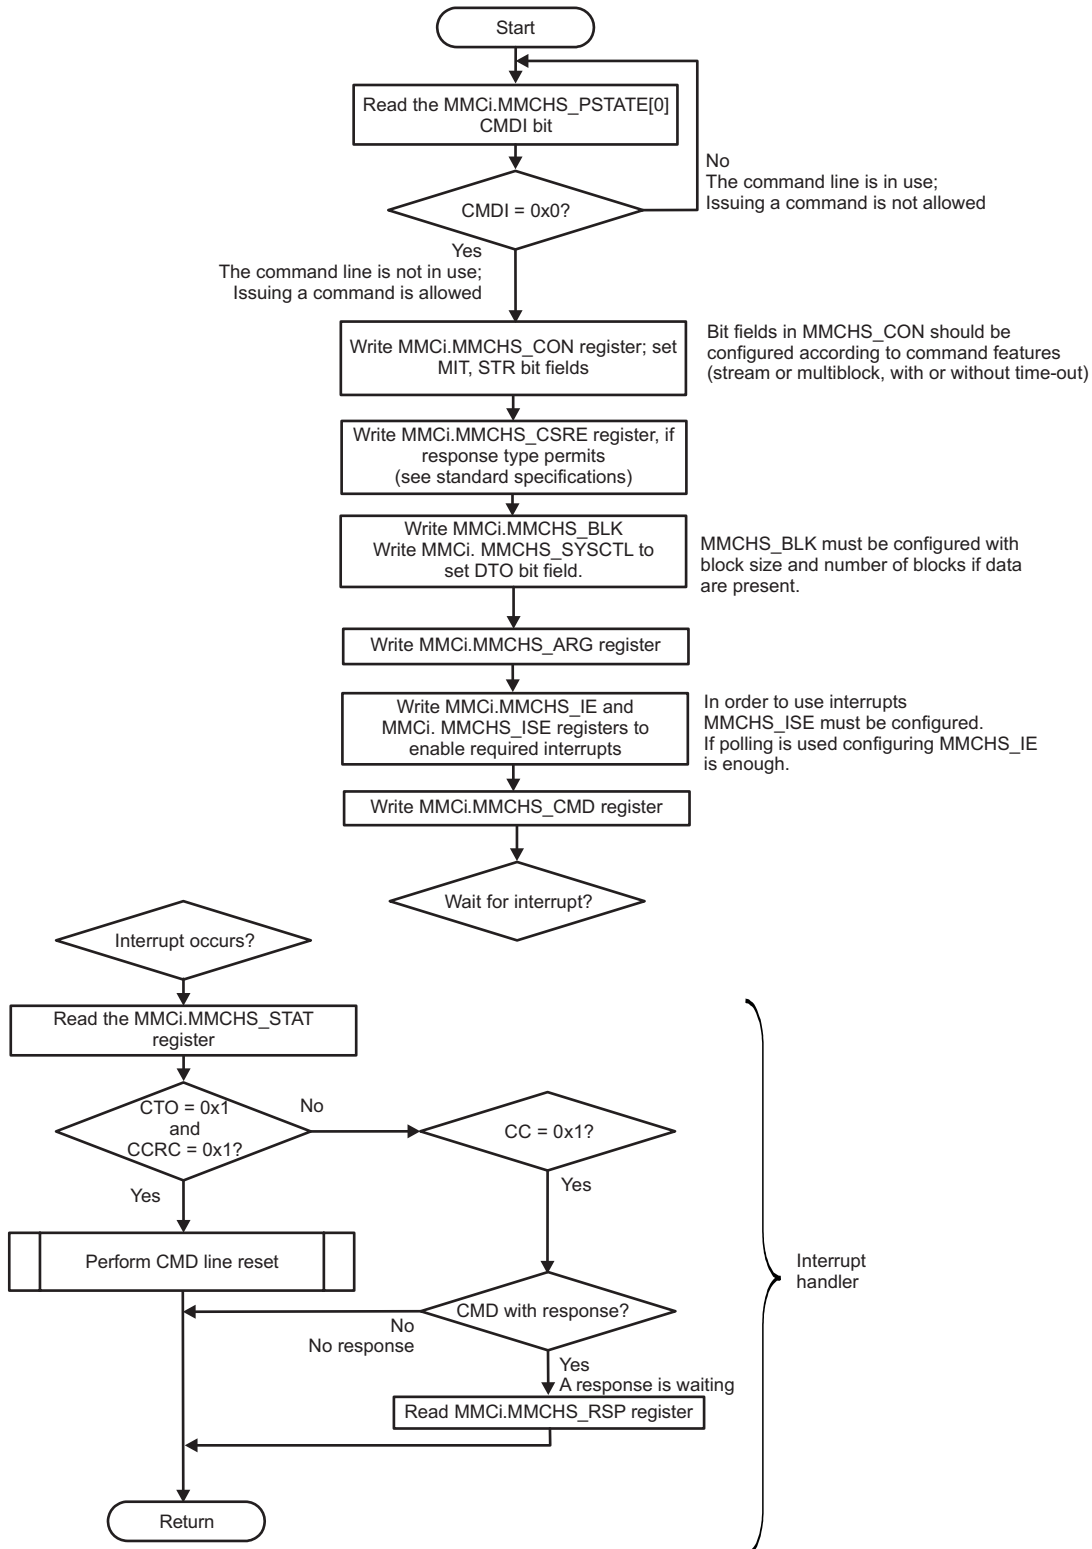 Start
Read the MMCi.MMCHS_PSTATE[0]
CMDI bit
No
The command line is in use;
Issuing a command is not allowed
CMDI = 0x0?
Yes
The command line is not in use;
Issuing a command is allowed
Write MMCi.MMCHS_CON register; set
MIT, STR bit fields
Bit fields in MMCHS_CON should be
configured according to command features
(stream or multiblock, with or without time-out)
Write MMCi.MMCHS_CSRE register, if
response type permits
(see standard specifications)
Write MMCi.MMCHS_BLK
Write MMCi. MMCHS_SYSCTL to
set DTO bit field.
MMCHS_BLK must be configured with
block size and number of blocks if data
are present.
Write MMCi.MMCHS_ARG register
Write MMCi.MMCHS_IE and
MMCi. MMCHS_ISE registers to
enable required interrupts
In order to use interrupts
MMCHS_ISE must be configured.
If polling is used configuring MMCHS_IE
is enough.
Write MMCi.MMCHS_CMD register
Wait for interrupt?
Interrupt occurs?
Read the MMCi.MMCHS_STAT
register
CTO = 0x1
and
CCRC = 0x1?
No
CC = 0x1?
Yes
Yes
Perform CMD line reset
Interrupt
handler
CMD with response?
No
No response
Yes
A response is waiting
Read MMCi.MMCHS_RSP register
Return